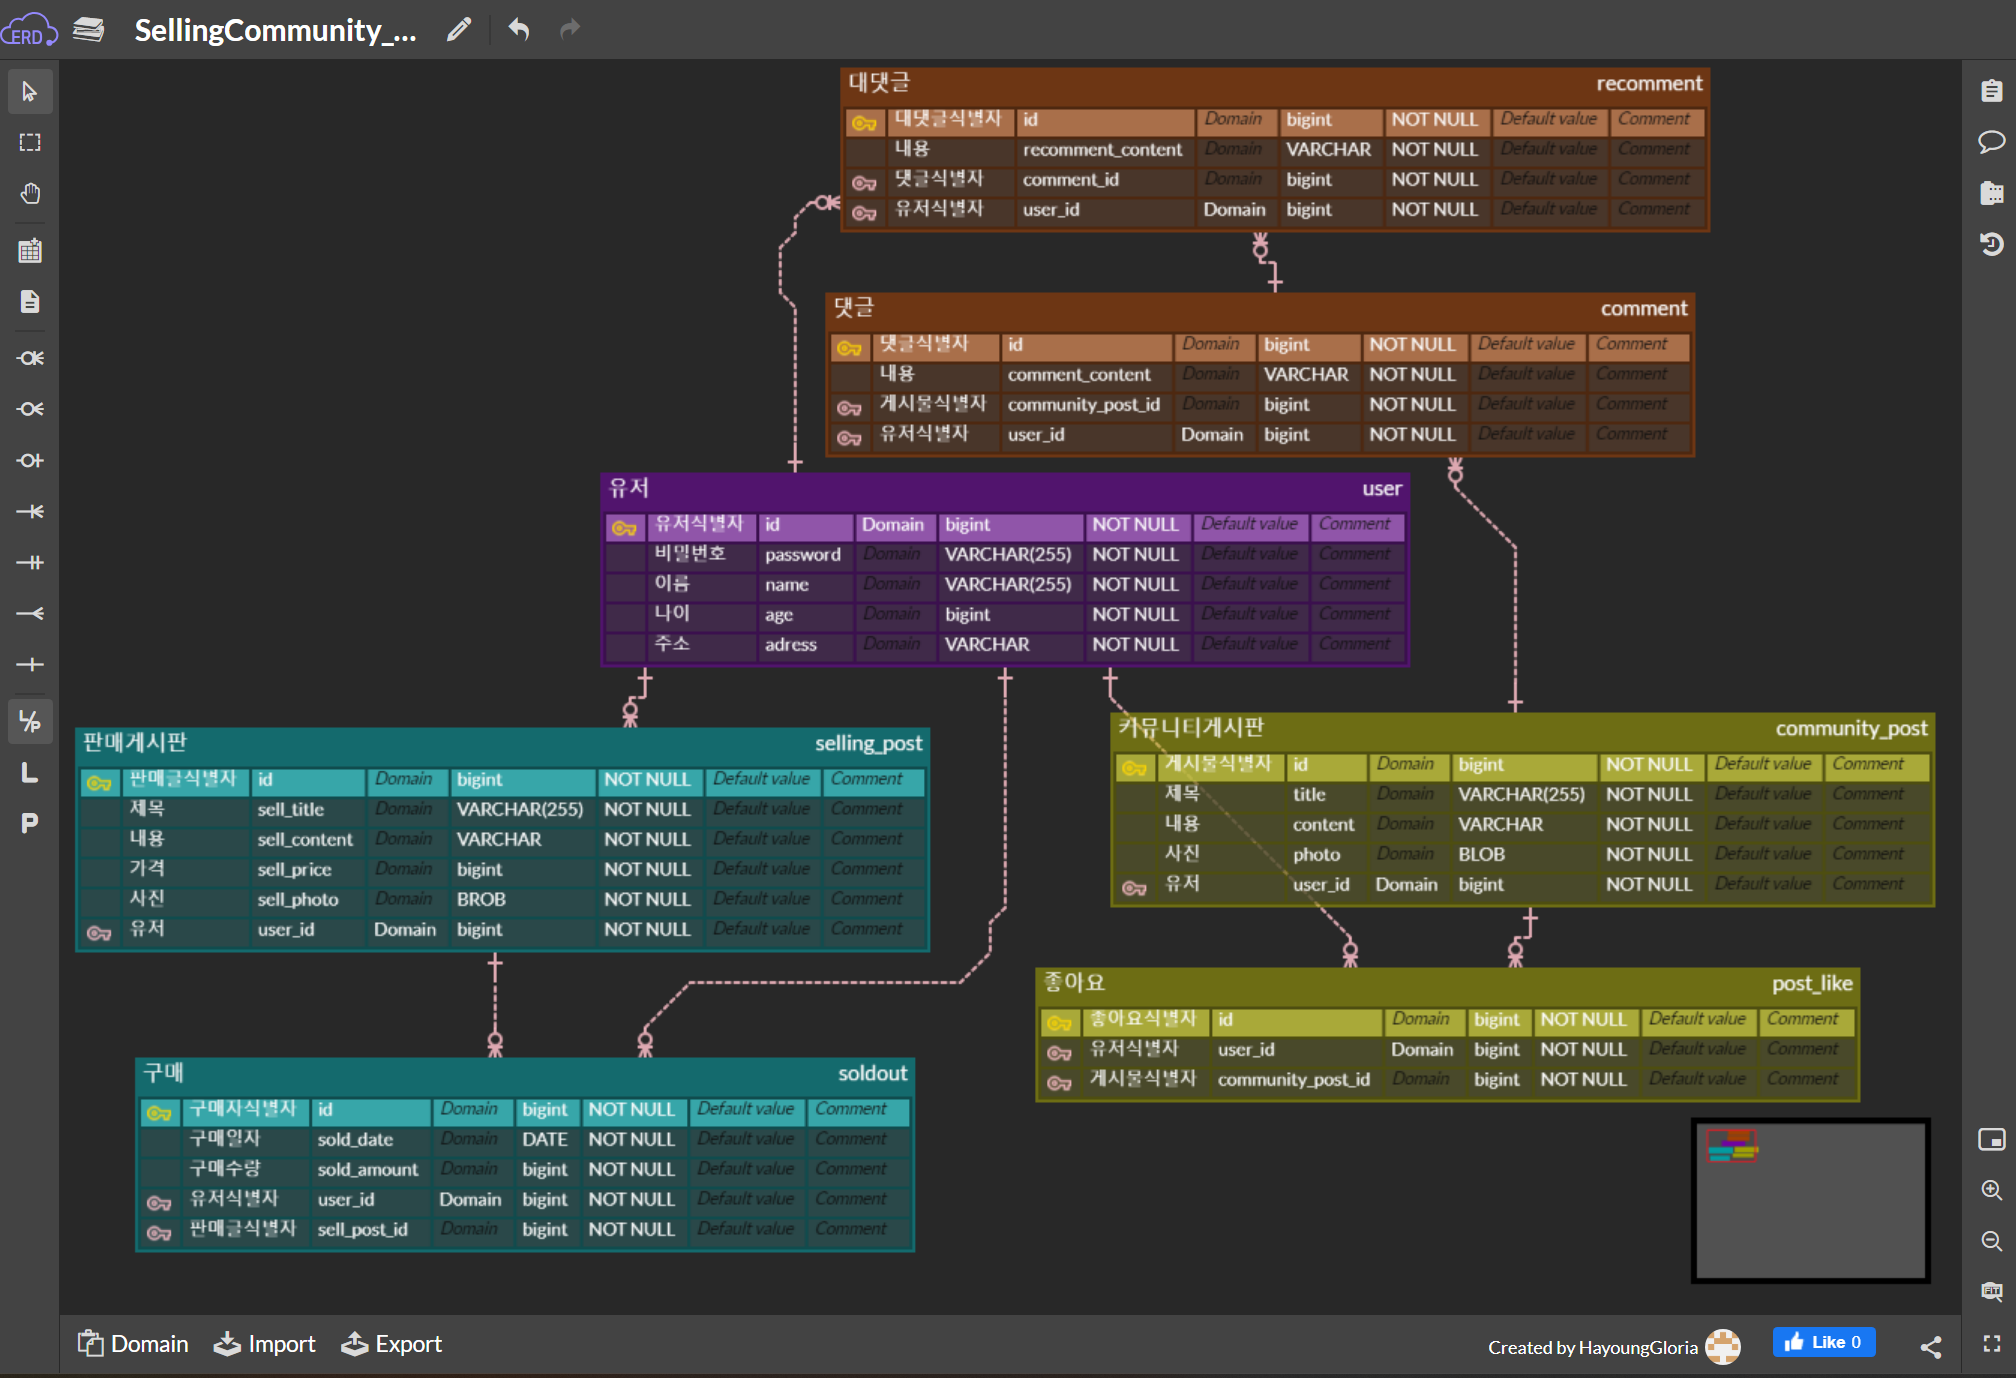 ERD
SellingCommunity_...
대댓글 recomment
대댓글식별자 id Domain bigint NOT NULL Default value Comment
내용 recomment_content Domain VARCHAR NOT NULL Default value Comment
댓글식별자 comment_id Domain bigint NOT NULL Default value Comment
유저식별자 user_id Domain bigint NOT NULL Default value Comment
댓글 comment
댓글식별자 id Domain bigint NOT NULL Default value Comment
내용 comment_content Domain VARCHAR NOT NULL Default value Comment
게시물식별자 community_post_id Domain bigint NOT NULL Default value Comment
유저식별자 user_id Domain bigint NOT NULL Default value Comment
유저 user
유저식별자 id Domain bigint NOT NULL Default value Comment
비밀번호 password Domain VARCHAR(255) NOT NULL Default value Comment
이름 name Domain VARCHAR(255) NOT NULL Default value Comment
나이 age Domain bigint NOT NULL Default value Comment
주소 adress Domain VARCHAR NOT NULL Default value Comment
판매게시판 selling_post
판매글식별자 id Domain bigint NOT NULL Default value Comment
제목 sell_title Domain VARCHAR(255) NOT NULL Default value Comment
내용 sell_content Domain VARCHAR NOT NULL Default value Comment
가격 sell_price Domain bigint NOT NULL Default value Comment
사진 sell_photo Domain BROB NOT NULL Default value Comment
유저 user_id Domain bigint NOT NULL Default value Comment
커뮤니티게시판 community_post
게시물식별자 id Domain bigint NOT NULL Default value Comment
제목 title Domain VARCHAR(255) NOT NULL Default value Comment
내용 content Domain VARCHAR NOT NULL Default value Comment
사진 photo Domain BLOB NOT NULL Default value Comment
유저 user_id Domain bigint NOT NULL Default value Comment
좋아요 post_like
좋아요식별자 id Domain bigint NOT NULL Default value Comment
유저식별자 user_id Domain bigint NOT NULL Default value Comment
게시물식별자 community_post_id Domain bigint NOT NULL Default value Comment
구매 soldout
구매자식별자 id Domain bigint NOT NULL Default value Comment
구매일자 sold_date Domain DATE NOT NULL Default value Comment
구매수량 sold_amount Domain bigint NOT NULL Default value Comment
유저식별자 user_id Domain bigint NOT NULL Default value Comment
판매글식별자 sell_post_id Domain bigint NOT NULL Default value Comment
L/P
L
P
FIT
Domain Import Export
Created by HayoungGloria
Like 0